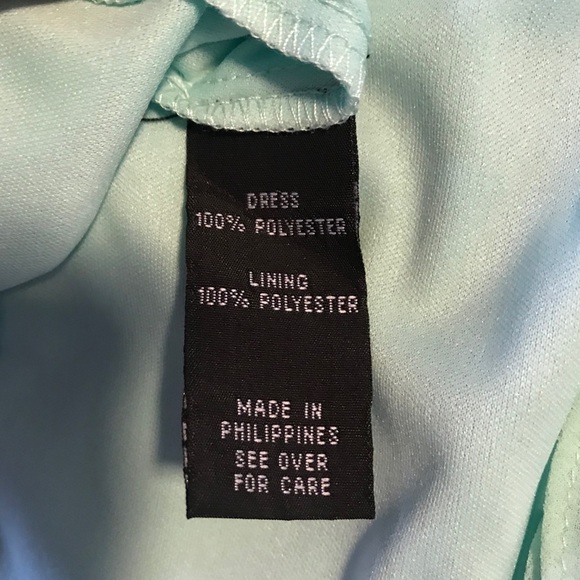 DRESS
100% POLYESTER
LINING
100% POLYESTER
MADE IN
PHILIPPINES
SEE OVER
FOR CARE